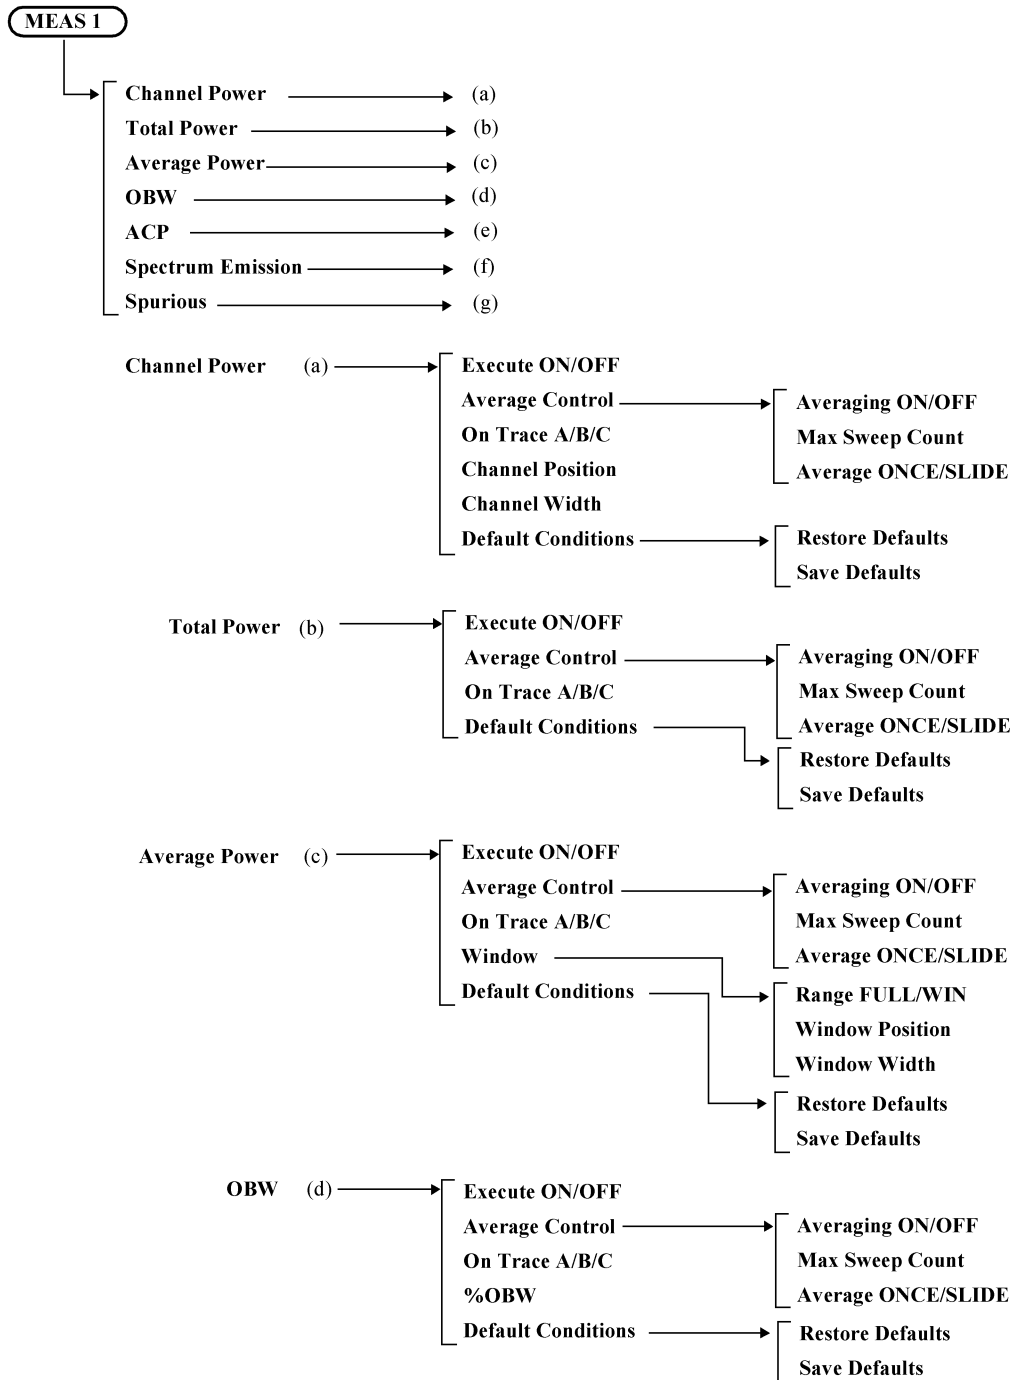 MEAS 1
Channel Power (a)
Total Power (b)
Average Power (c)
OBW (d)
ACP (e)
Spectrum Emission (f)
Spurious (g)
Channel Power (a)
Execute ON/OFF
Average Control
On Trace A/B/C
Channel Position
Channel Width
Default Conditions
Averaging ON/OFF
Max Sweep Count
Average ONCE/SLIDE
Restore Defaults
Save Defaults
Total Power (b)
Execute ON/OFF
Average Control
On Trace A/B/C
Default Conditions
Averaging ON/OFF
Max Sweep Count
Average ONCE/SLIDE
Restore Defaults
Save Defaults
Average Power (c)
Execute ON/OFF
Average Control
On Trace A/B/C
Window
Default Conditions
Averaging ON/OFF
Max Sweep Count
Average ONCE/SLIDE
Range FULL/WIN
Window Position
Window Width
Restore Defaults
Save Defaults
OBW (d)
Execute ON/OFF
Average Control
On Trace A/B/C
%OBW
Default Conditions
Averaging ON/OFF
Max Sweep Count
Average ONCE/SLIDE
Restore Defaults
Save Defaults